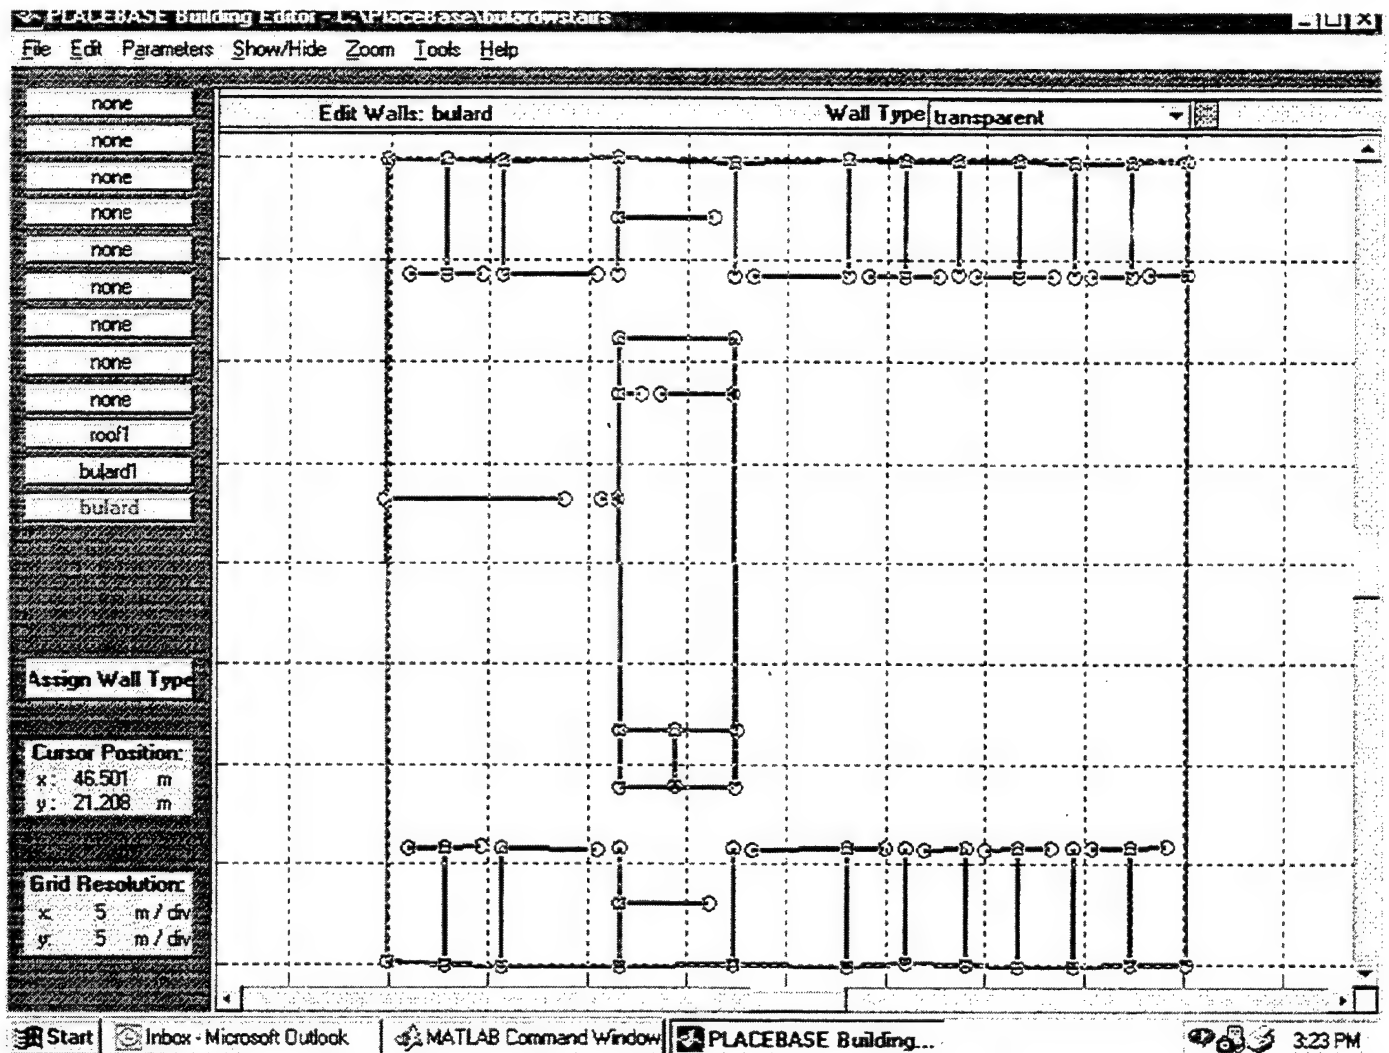 PLACEBASE Building Editor - C:\PlaceBase\bulardwstairs
File Edit Parameters Show/Hide Zoom Tools Help
none
Edit Walls: bulard
Wall Type transparent
none
none
none
none
none
none
none
none
roof1
bulard1
bulard
Assign Wall Type
Cursor Position:
x: 46.501 m
y: 21.208 m
Grid Resolution:
x: 5 m / div
y: 5 m / div
Start Inbox - Microsoft Outlook MATLAB Command Window PLACEBASE Building... 3:23 PM